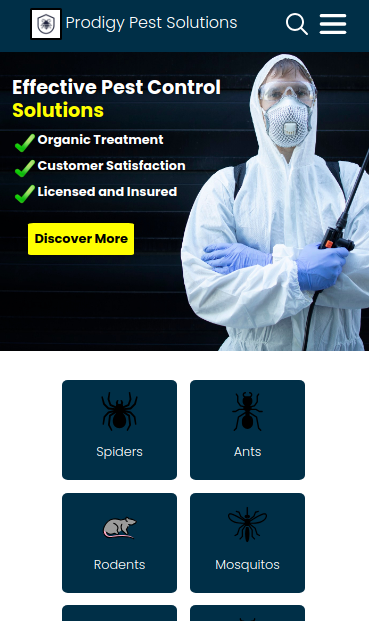 Prodigy Pest Solutions
Effective Pest Control
Solutions
Organic Treatment
Customer Satisfaction
Licensed and Insured
Discover More
Spiders
Ants
Rodents
Mosquitos